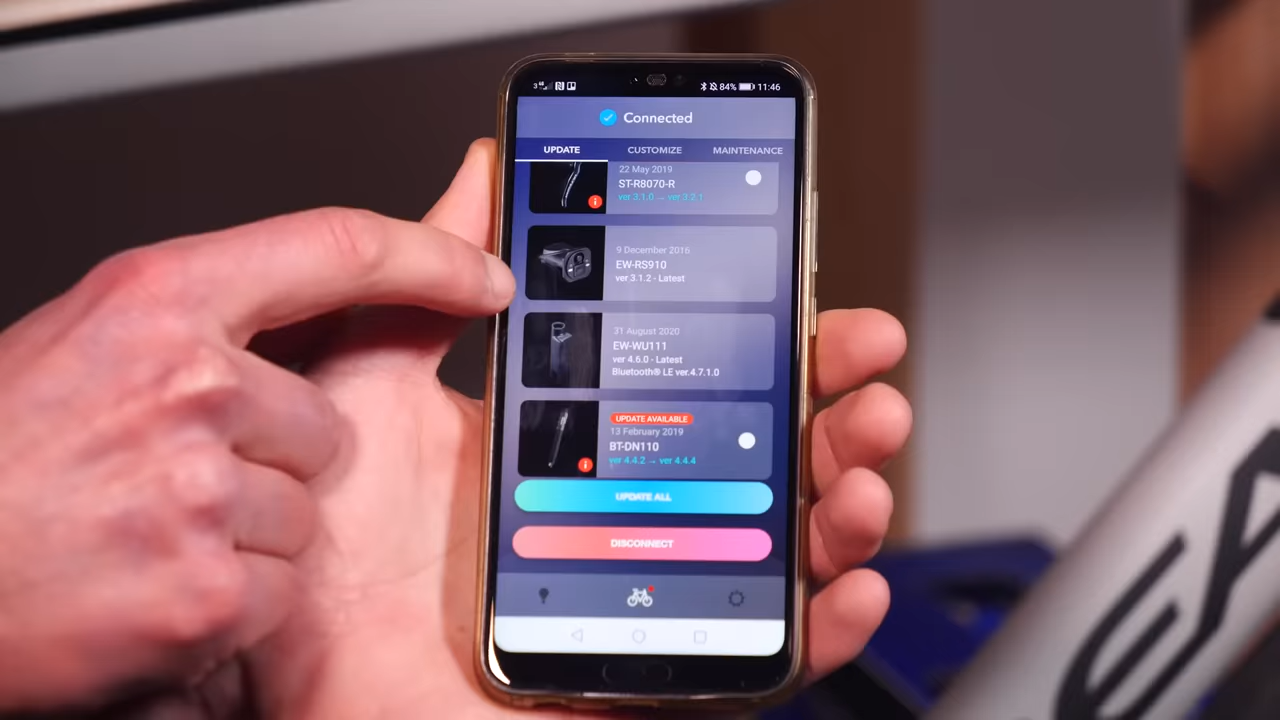 84% 11:46
Connected
UPDATE CUSTOMIZE MAINTENANCE
22 May 2019
ST-R8070-R
ver 3.1.0 → ver 3.2.1
9 December 2016
EW-RS910
ver 3.1.2 - Latest
31 August 2020
EW-WU111
ver 4.6.0 - Latest
Bluetooth® LE ver.4.7.1.0
UPDATE AVAILABLE
13 February 2019
BT-DN110
ver 4.4.2 → ver 4.4.4
UPDATE ALL
DISCONNECT
EA